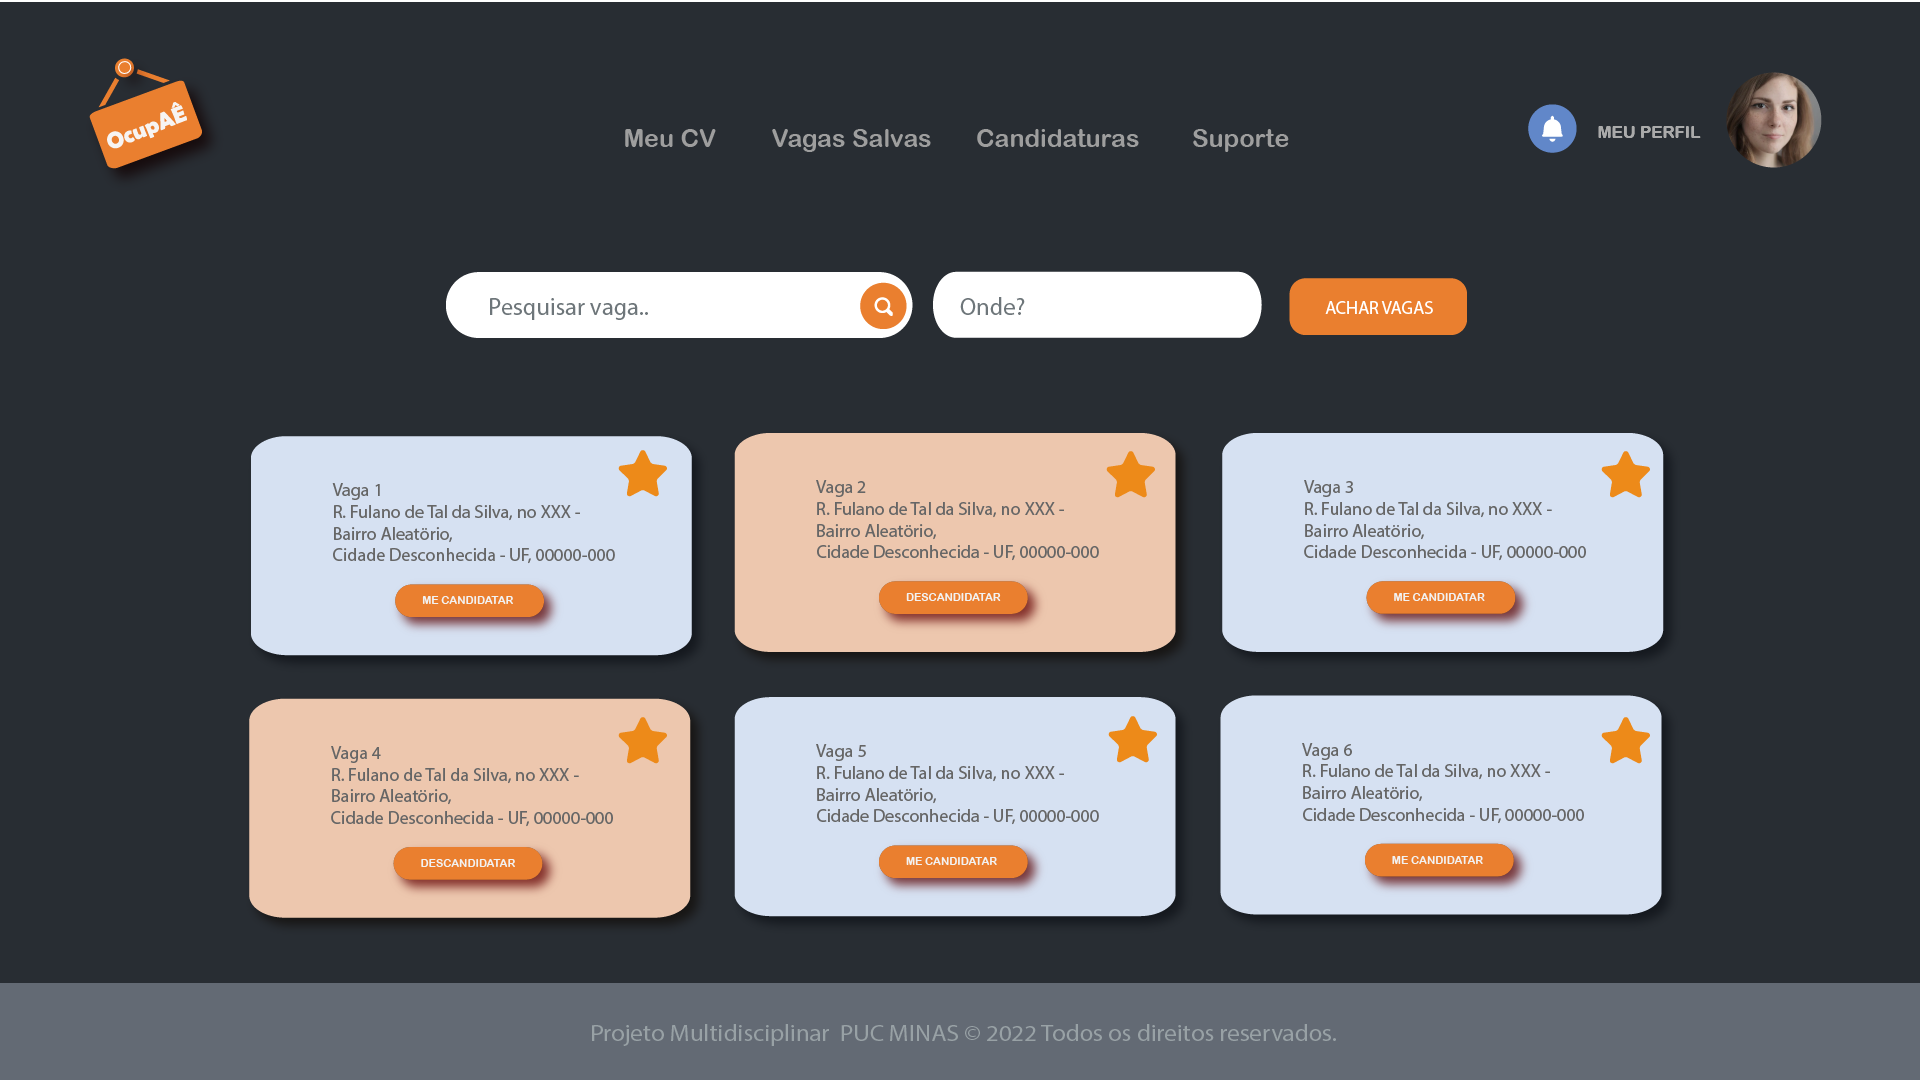 OcupAÊ
Meu CV
Vagas Salvas
Candidaturas
Suporte
MEU PERFIL
Pesquisar vaga..
Onde?
ACHAR VAGAS
Vaga 1
R. Fulano de Tal da Silva, no XXX -
Bairro Aleatörio,
Cidade Desconhecida - UF, 00000-000
ME CANDIDATAR
Vaga 2
R. Fulano de Tal da Silva, no XXX -
Bairro Aleatörio,
Cidade Desconhecida - UF, 00000-000
DESCANDIDATAR
Vaga 3
R. Fulano de Tal da Silva, no XXX -
Bairro Aleatörio,
Cidade Desconhecida - UF, 00000-000
ME CANDIDATAR
Vaga 4
R. Fulano de Tal da Silva, no XXX -
Bairro Aleatörio,
Cidade Desconhecida - UF, 00000-000
DESCANDIDATAR
Vaga 5
R. Fulano de Tal da Silva, no XXX -
Bairro Aleatörio,
Cidade Desconhecida - UF, 00000-000
ME CANDIDATAR
Vaga 6
R. Fulano de Tal da Silva, no XXX -
Bairro Aleatörio,
Cidade Desconhecida - UF, 00000-000
ME CANDIDATAR
Projeto Multidisciplinar  PUC MINAS © 2022 Todos os direitos reservados.